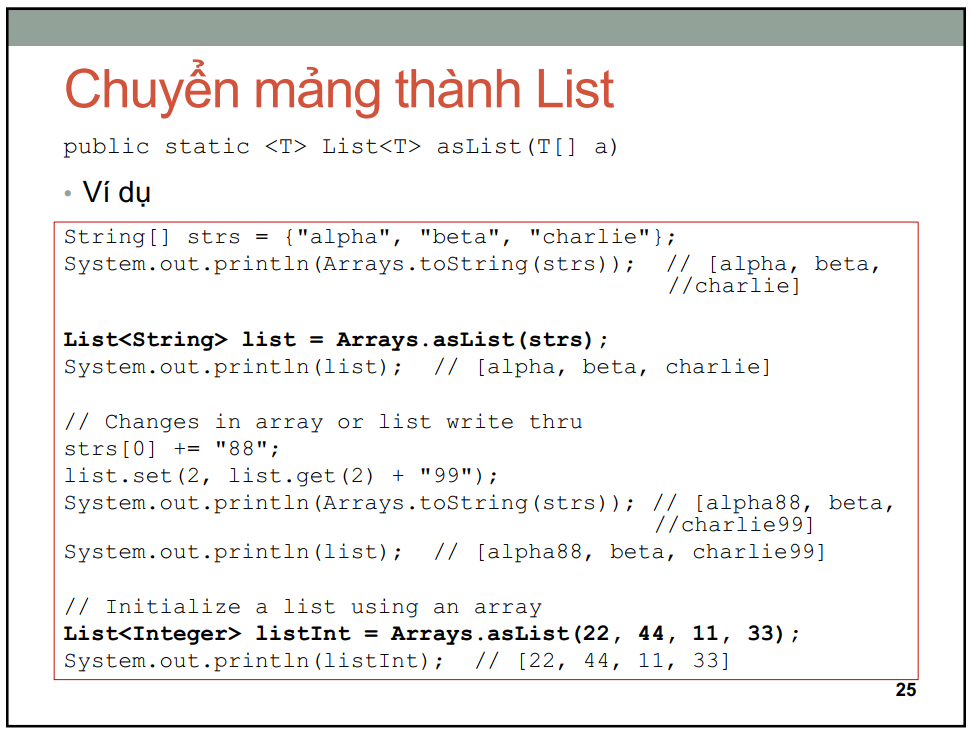 Chuyển mảng thành List
public static <T> List<T> asList(T[] a)
• Ví dụ
String[] strs = {"alpha", "beta", "charlie"};
System.out.println(Arrays.toString(strs));  // [alpha, beta,
//charlie]
List<String> list = Arrays.asList(strs);
System.out.println(list);  // [alpha, beta, charlie]
// Changes in array or list write thru
strs[0] += "88";
list.set(2, list.get(2) + "99");
System.out.println(Arrays.toString(strs)); // [alpha88, beta,
//charlie99]
System.out.println(list);  // [alpha88, beta, charlie99]
// Initialize a list using an array
List<Integer> listInt = Arrays.asList(22, 44, 11, 33);
System.out.println(listInt);  // [22, 44, 11, 33]
25